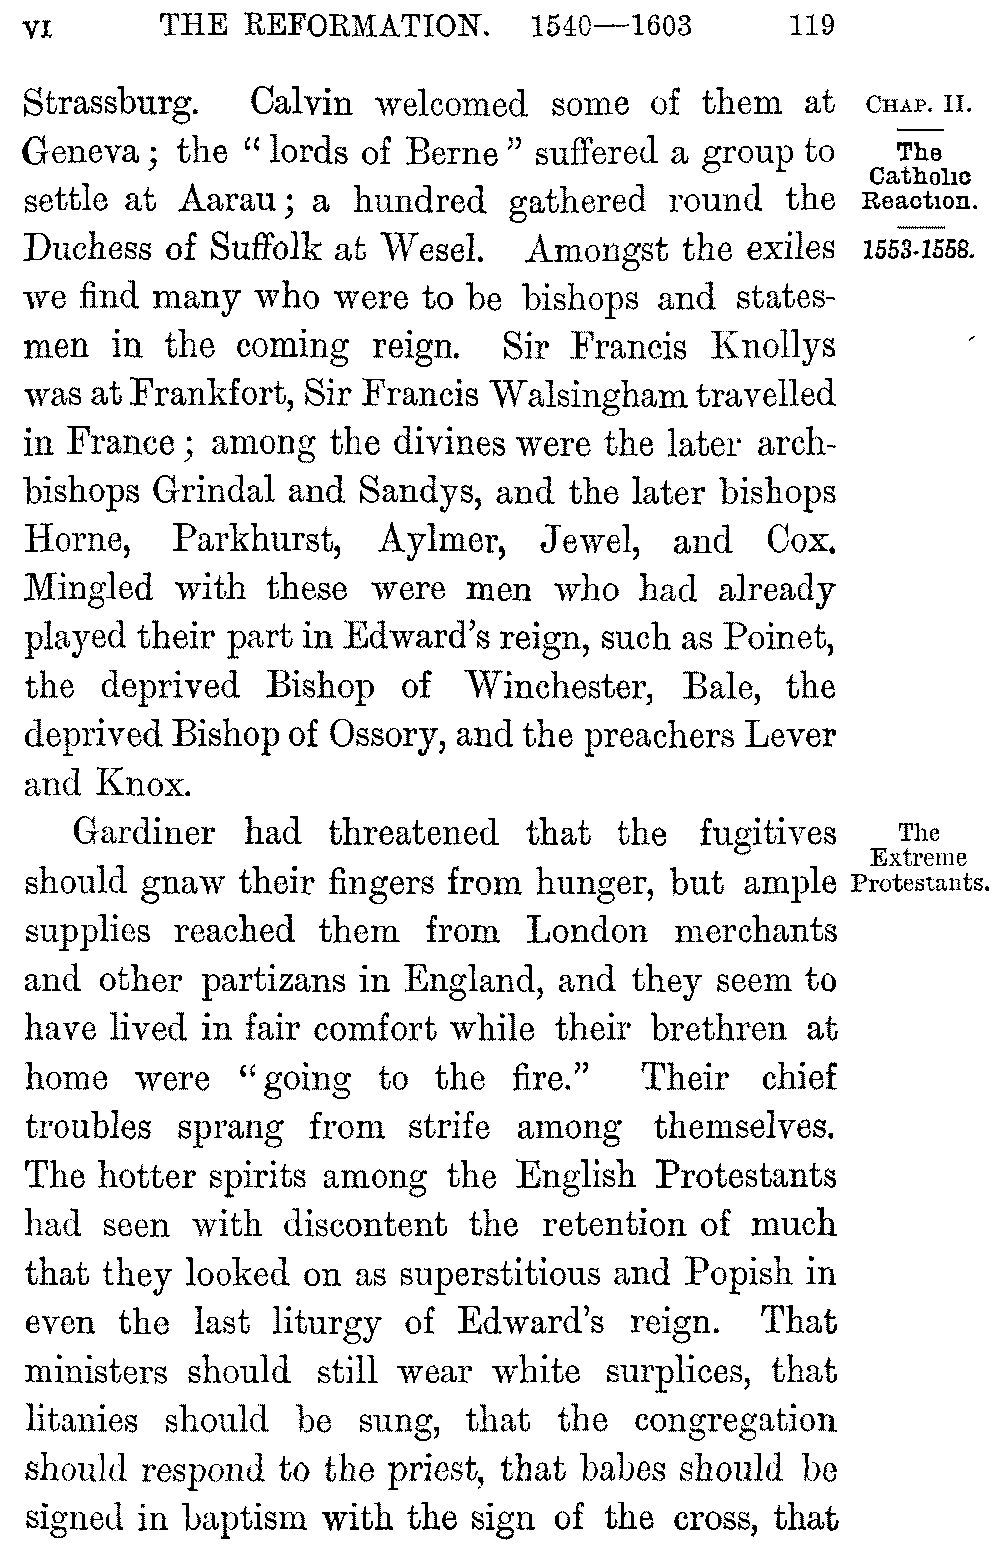 VI THE REFORMATION. 1540—1603 119
Strassburg. Calvin welcomed some of them at
Geneva; the "lords of Berne" suffered a group to
settle at Aarau; a hundred gathered round the
Duchess of Suffolk at Wesel. Amongst the exiles
we find many who were to be bishops and states-
men in the coming reign. Sir Francis Knollys
was at Frankfort, Sir Francis Walsingham travelled
in France; among the divines were the later arch-
bishops Grindal and Sandys, and the later bishops
Horne, Parkhurst, Aylmer, Jewel, and Cox.
Mingled with these were men who had already
played their part in Edward's reign, such as Poinet,
the deprived Bishop of Winchester, Bale, the
deprived Bishop of Ossory, and the preachers Lever
and Knox.
CHAP. II.
The
Catholic
Reaction.
1553-1558.
Gardiner had threatened that the fugitives
should gnaw their fingers from hunger, but ample
supplies reached them from London merchants
and other partizans in England, and they seem to
have lived in fair comfort while their brethren at
home were "going to the fire." Their chief
troubles sprang from strife among themselves.
The hotter spirits among the English Protestants
had seen with discontent the retention of much
that they looked on as superstitious and Popish in
even the last liturgy of Edward's reign. That
ministers should still wear white surplices, that
litanies should be sung, that the congregation
should respond to the priest, that babes should be
signed in baptism with the sign of the cross, that
The
Extreme
Protestants.